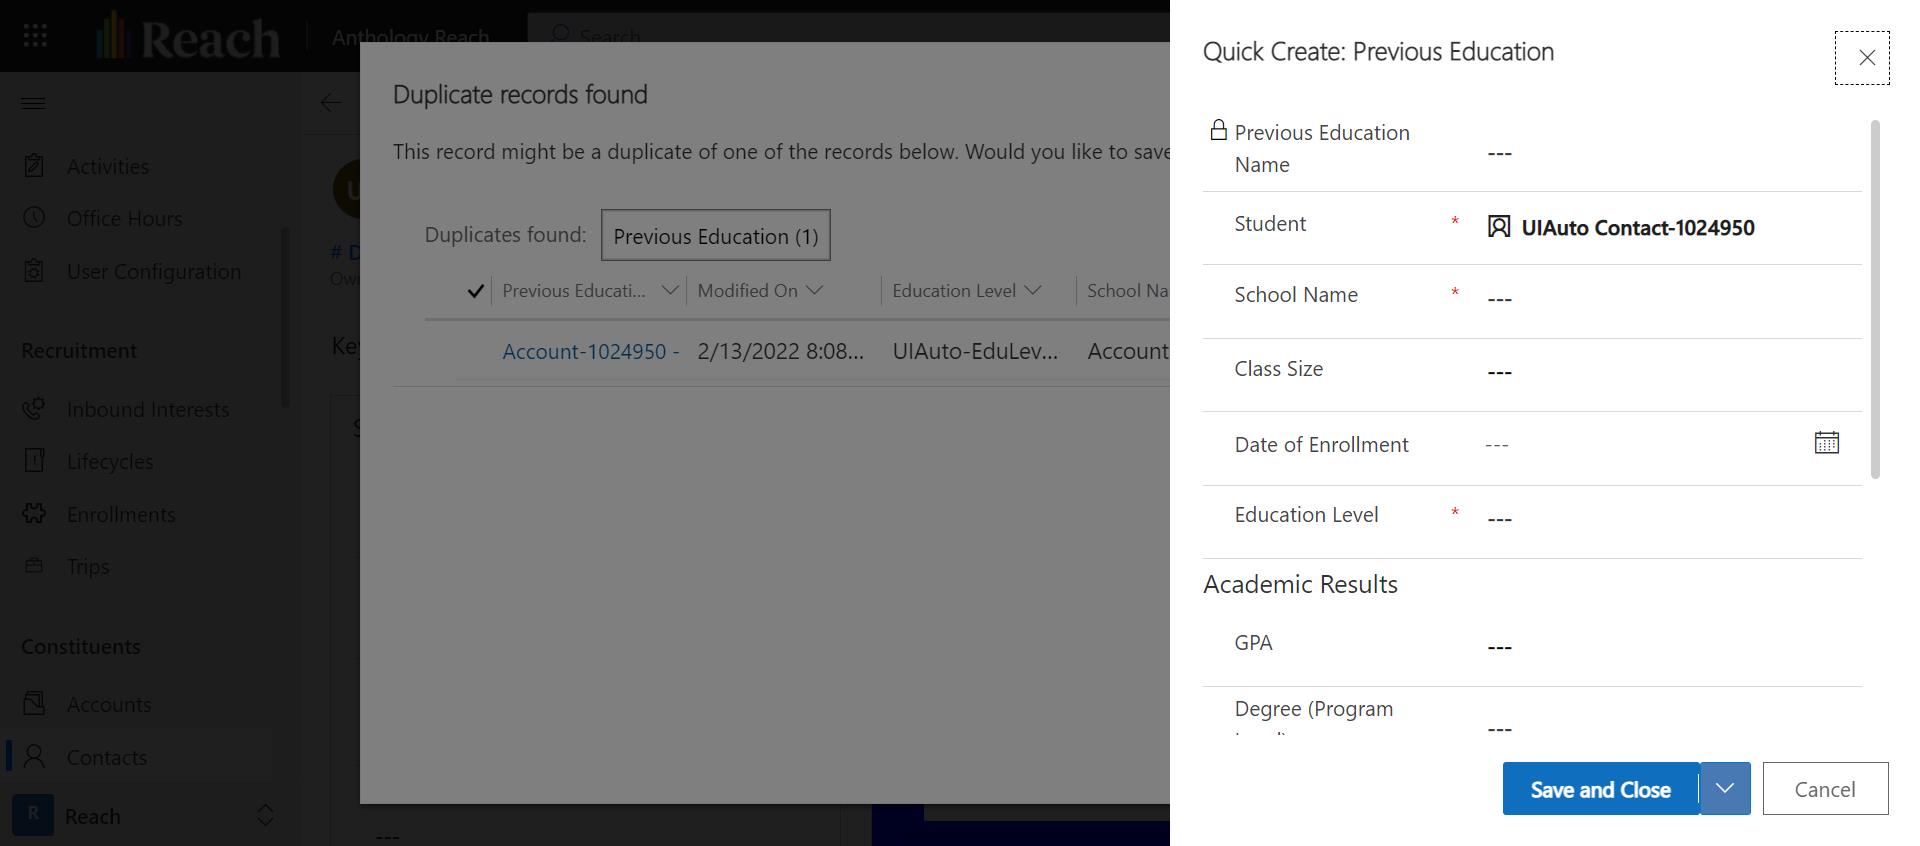 Reach
Anthology Reach
Search
Activities
Office Hours
User Configuration
Recruitment
Inbound Interests
Lifecycles
Enrollments
Trips
Constituents
Accounts
Contacts
R
Reach
Duplicate records found
This record might be a duplicate of one of the records below. Would you like to save
Duplicates found:
Previous Education (1)
Previous Educati...
Modified On
Education Level
School Na
Account-1024950 -
2/13/2022 8:08...
UIAuto-EduLev...
Account
---
Quick Create: Previous Education
Previous Education
Name
---
Student
*
UIAuto Contact-1024950
School Name
*
---
Class Size
---
Date of Enrollment
---
Education Level
*
---
Academic Results
GPA
---
Degree (Program
---
Save and Close
Cancel